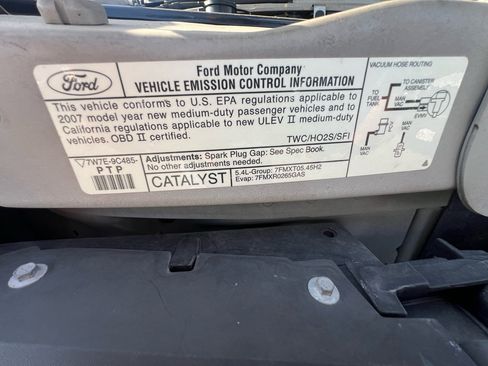 Ford
Ford Motor Company
VEHICLE EMISSION CONTROL INFORMATION
This vehicle conforms to U.S. EPA regulations applicable to
2007 model year new medium-duty passenger vehicles and to
California regulations applicable to new ULEV II medium-duty
vehicles. OBD II certified.
TWC/HO2S/SFI
7W7E-9C485-
PTP
Adjustments: Spark Plug Gap: See Spec Book.
No other adjustments needed.
CATALYST
5.4L-Group: 7FMXT05.45H2
Evap: 7FMXR0265GAS
VACUUM HOSE ROUTING
TO CANISTER
ASSEMBLY
TO
FUEL
TANK
MAN
VAC
EVMV
MAN
VAC